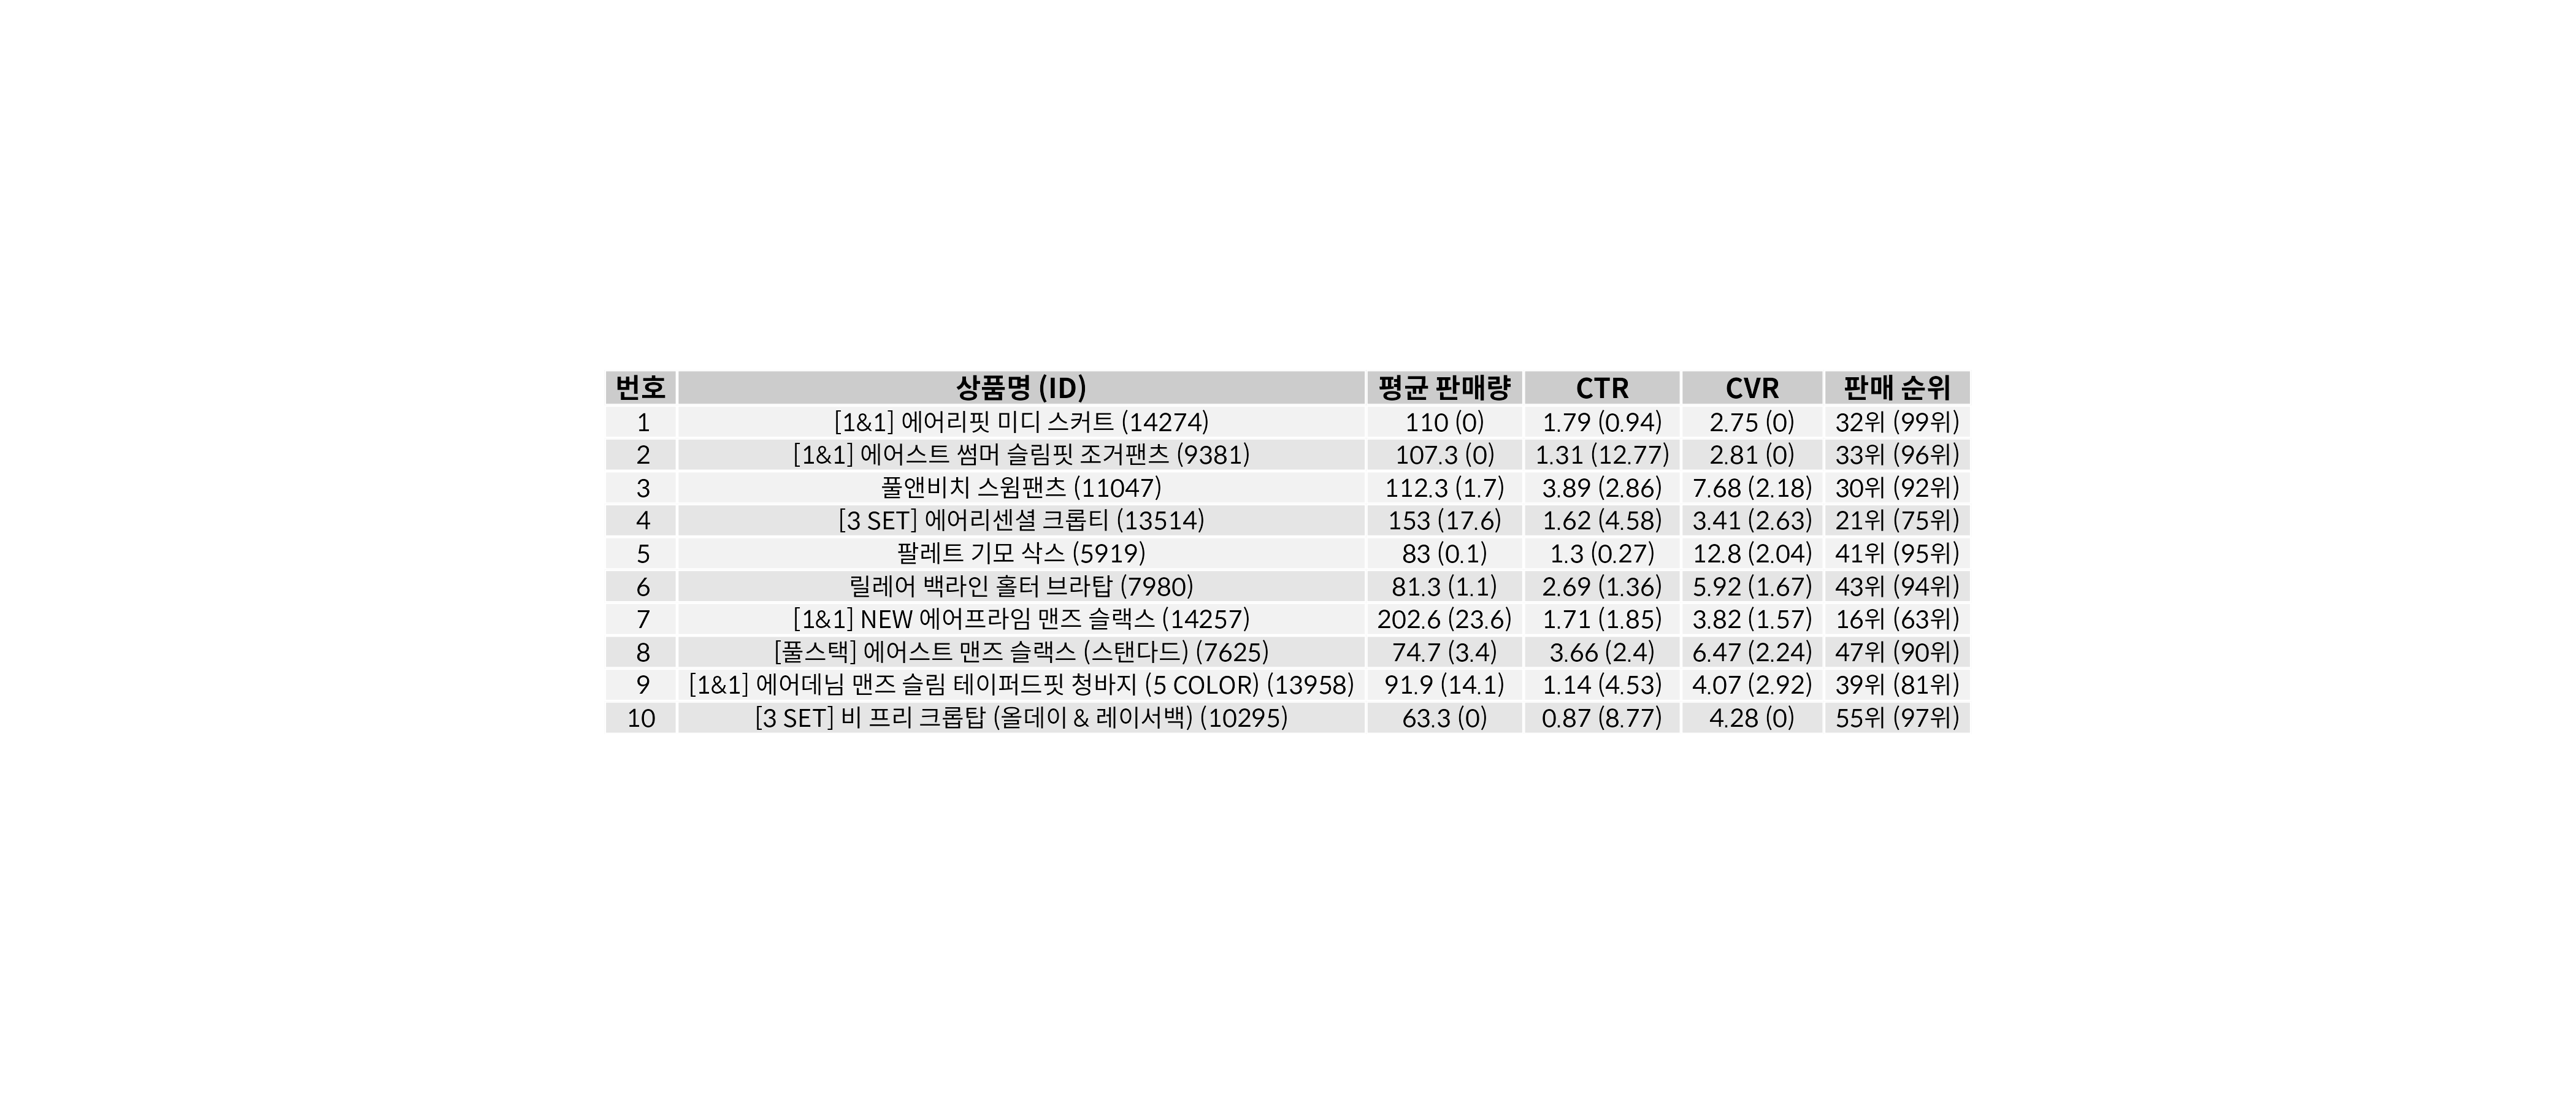 번호 상품명 (ID) 평균 판매량 CTR CVR 판매 순위
1 [1&1] 에어리핏 미디 스커트 (14274) 110 (0) 1.79 (0.94) 2.75 (0) 32위 (99위)
2 [1&1] 에어스트 썸머 슬림핏 조거팬츠 (9381) 107.3 (0) 1.31 (12.77) 2.81 (0) 33위 (96위)
3 풀앤비치 스윔팬츠 (11047) 112.3 (1.7) 3.89 (2.86) 7.68 (2.18) 30위 (92위)
4 [3 SET] 에어리센셜 크롭티 (13514) 153 (17.6) 1.62 (4.58) 3.41 (2.63) 21위 (75위)
5 팔레트 기모 삭스 (5919) 83 (0.1) 1.3 (0.27) 12.8 (2.04) 41위 (95위)
6 릴레어 백라인 홀터 브라탑 (7980) 81.3 (1.1) 2.69 (1.36) 5.92 (1.67) 43위 (94위)
7 [1&1] NEW 에어프라임 맨즈 슬랙스 (14257) 202.6 (23.6) 1.71 (1.85) 3.82 (1.57) 16위 (63위)
8 [풀스택] 에어스트 맨즈 슬랙스 (스탠다드) (7625) 74.7 (3.4) 3.66 (2.4) 6.47 (2.24) 47위 (90위)
9 [1&1] 에어데님 맨즈 슬림 테이퍼드핏 청바지 (5 COLOR) (13958) 91.9 (14.1) 1.14 (4.53) 4.07 (2.92) 39위 (81위)
10 [3 SET] 비 프리 크롭탑 (올데이 & 레이서백) (10295) 63.3 (0) 0.87 (8.77) 4.28 (0) 55위 (97위)